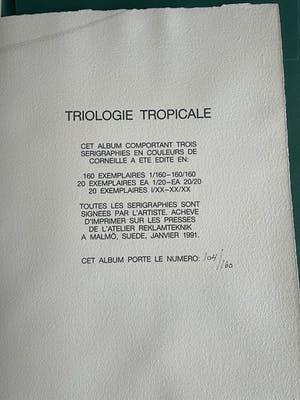 TRIOLOGIE TROPICALE
CET ALBUM COMPORTANT TROIS
SERIGRAPHIES EN COULEURS DE
CORNEILLE A ETE EDITE EN:
160 EXEMPLAIRES 1/160-160/160
20 EXEMPLAIRES EA 1/20-EA 20/20
20 EXEMPLAIRES I/XX-XX/XX
TOUTES LES SERIGRAPHIES SONT
SIGNEES PAR L'ARTISTE. ACHEVE
D'IMPRIMER SUR LES PRESSES
DE L'ATELIER REKLAMTEKNIK
A MALMÖ, SUEDE, JANVIER 1991.
CET ALBUM PORTE LE NUMERO: 104/160